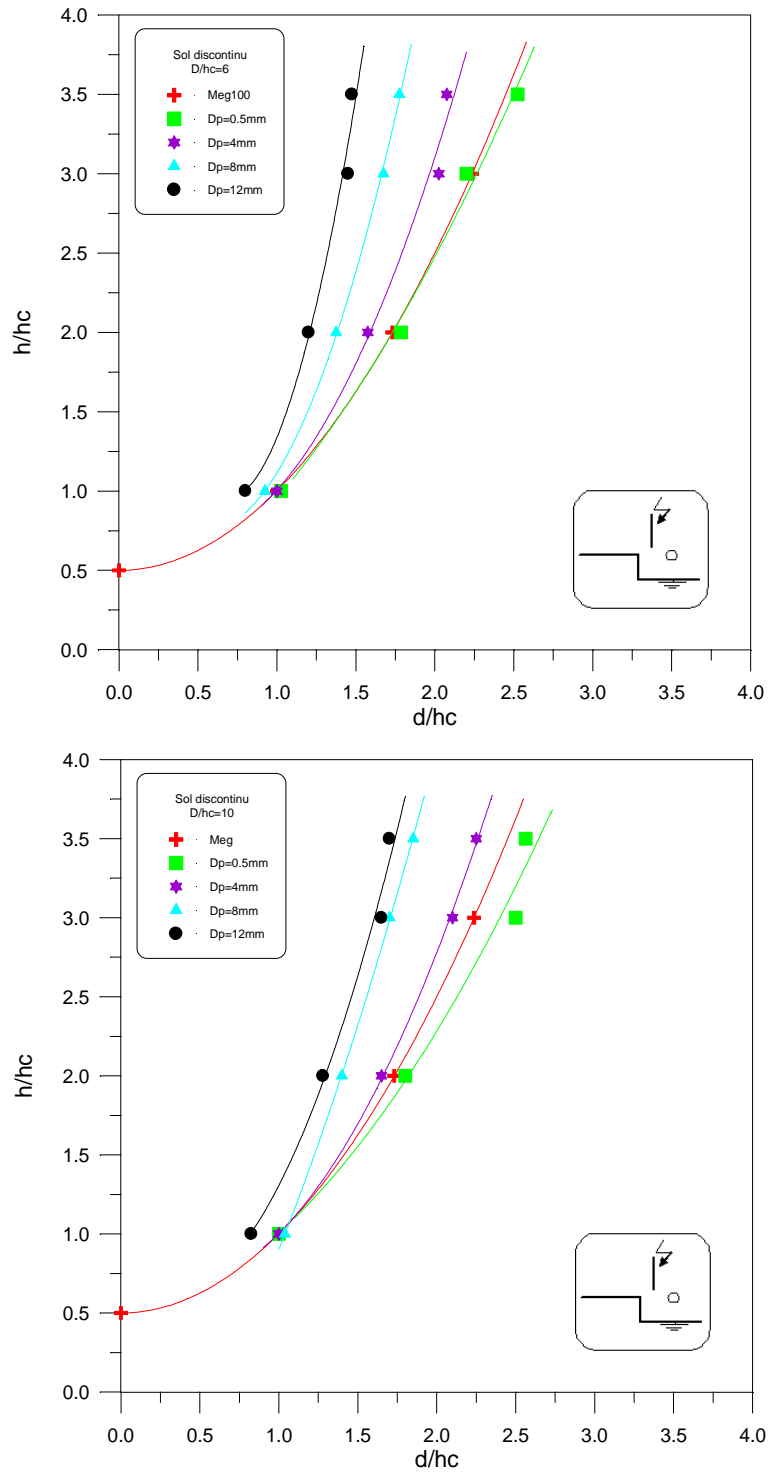 4.0
Sol discontinu
D/hc=6
Meg100
Dp=0.5mm
Dp=4mm
Dp=8mm
Dp=12mm
3.5
3.0
2.5
h/hc
2.0
1.5
1.0
0.5
0.0
0.0 0.5 1.0 1.5 2.0 2.5 3.0 3.5 4.0
d/hc
4.0
Sol discontinu
D/hc=10
Meg
Dp=0.5mm
Dp=4mm
Dp=8mm
Dp=12mm
3.5
3.0
2.5
h/hc
2.0
1.5
1.0
0.5
0.0
0.0 0.5 1.0 1.5 2.0 2.5 3.0 3.5 4.0
d/hc